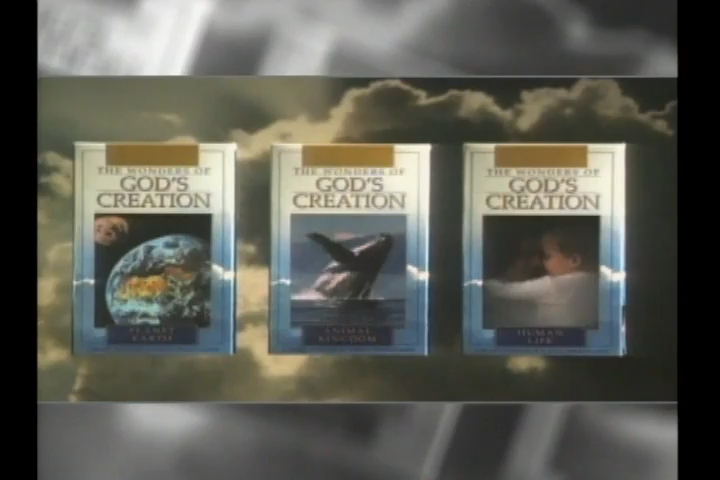 THE WONDERS OF
GOD'S
CREATION
PLANET
EARTH
THE WONDERS OF
GOD'S
CREATION
ANIMAL
KINGDOM
THE WONDERS OF
GOD'S
CREATION
HUMAN
LIFE